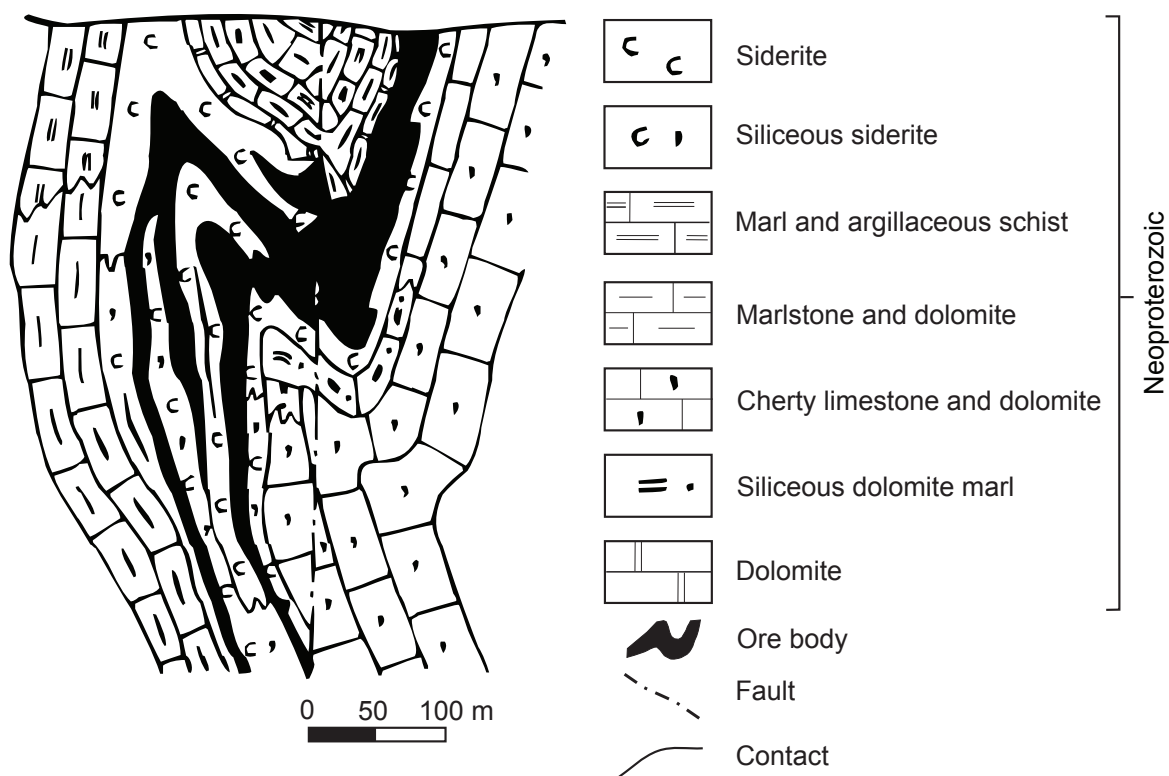 Siderite
Siliceous siderite
Marl and argillaceous schist
Marlstone and dolomite
Cherty limestone and dolomite
Siliceous dolomite marl
Dolomite
Ore body
Fault
Contact
Neoproterozoic
0 50 100 m